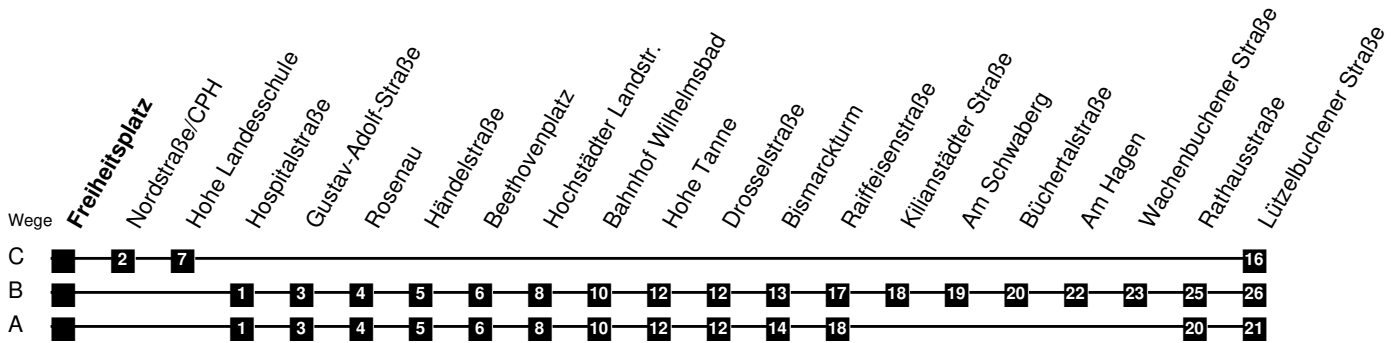 Freiheitsplatz
Nordstraße/CPH
Hohe Landesschule
Hospitalstraße
Gustav-Adolf-Straße
Rosenau
Händelstraße
Beethovenplatz
Hochstädter Landstr.
Bahnhof Wilhelmsbad
Hohe Tanne
Drosselstraße
Bismarckturm
Raiffeisenstraße
Kilianstädter Straße
Am Schwaberg
Büchertalstraße
Am Hagen
Wachenbuchener Straße
Rathausstraße
Lützelbuchener Straße
Wege
C 2 7 16
B 1 3 4 5 6 8 10 12 12 13 17 18 19 20 22 23 25 26
A 1 3 4 5 6 8 10 12 12 14 18 20 21